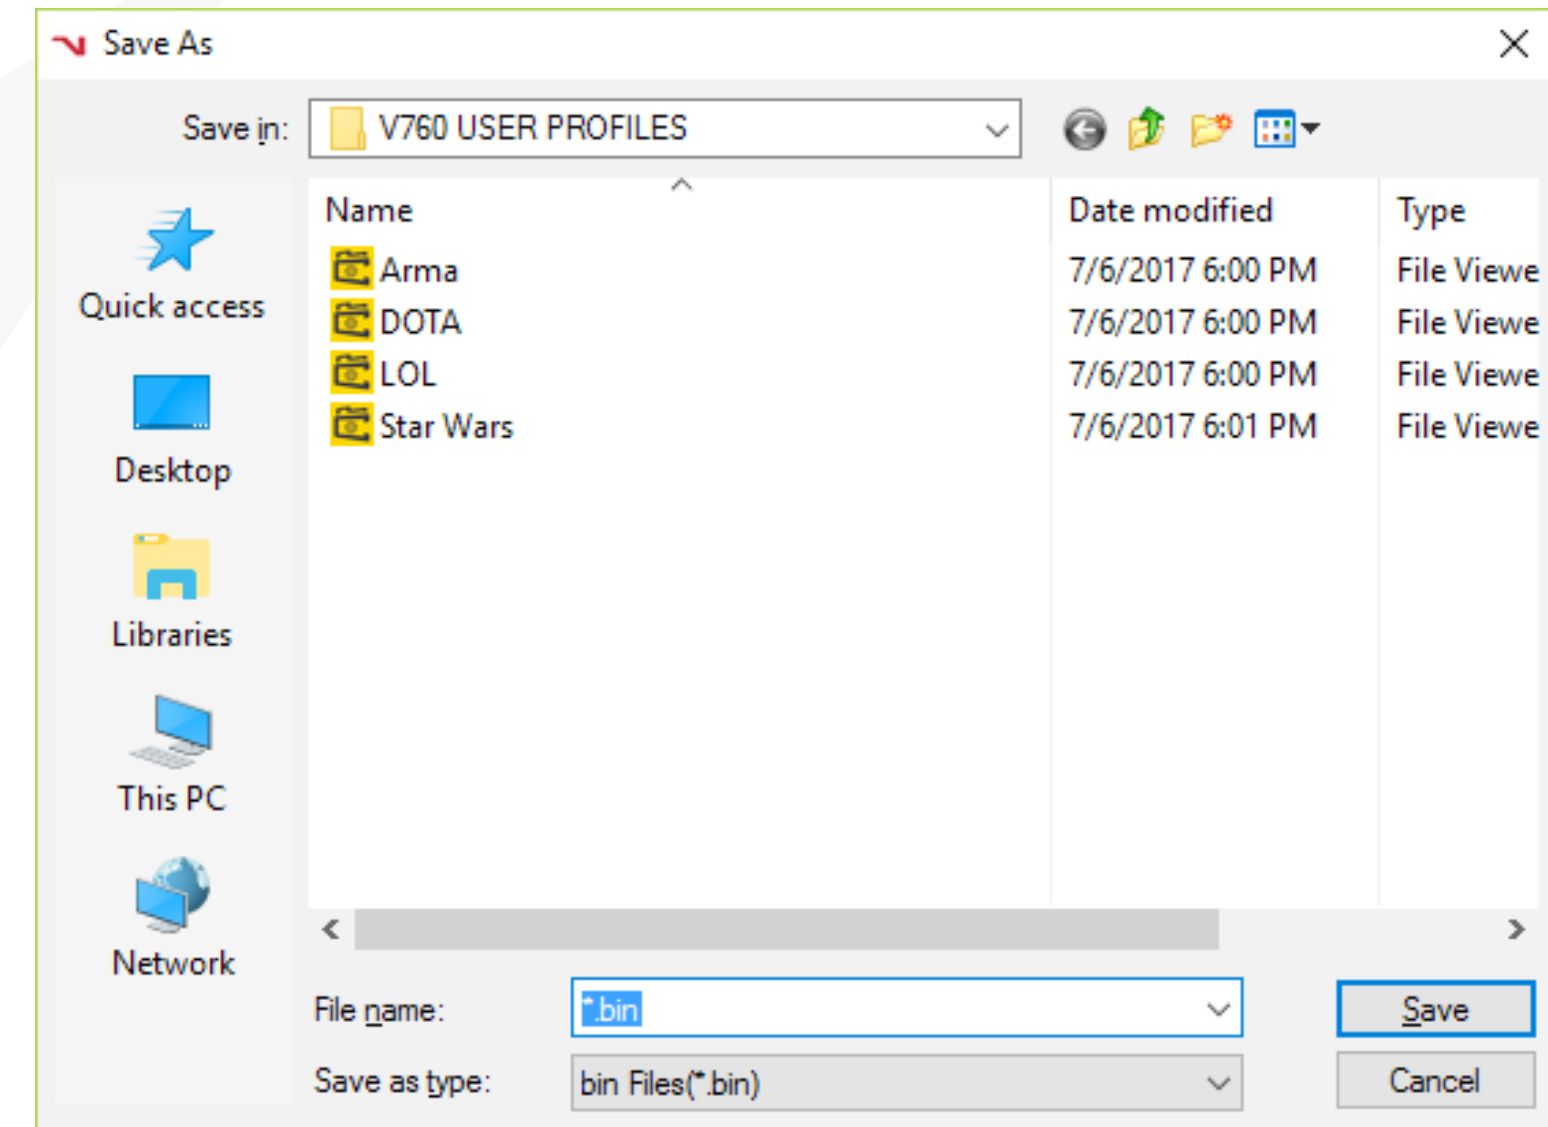 Save As
Save in: V760 USER PROFILES
Name Date modified Type
Arma 7/6/2017 6:00 PM File Viewe
DOTA 7/6/2017 6:00 PM File Viewe
LOL 7/6/2017 6:00 PM File Viewe
Star Wars 7/6/2017 6:01 PM File Viewe
Quick access
Desktop
Libraries
This PC
Network
File name: *.bin Save
Save as type: bin Files(*.bin) Cancel